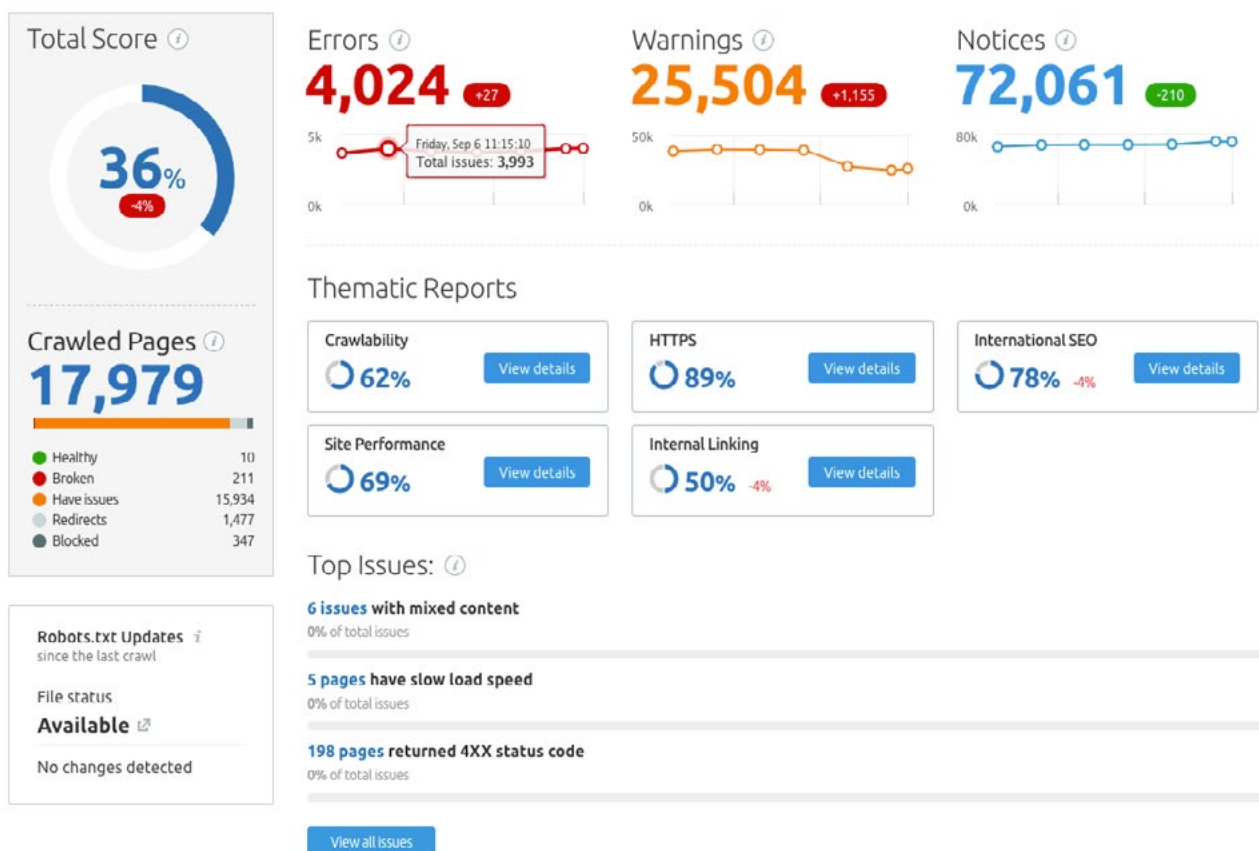 Total Score i
36%
-4%
Crawled Pages i
17,979
Healthy 10
Broken 211
Have issues 15,934
Redirects 1,477
Blocked 347
Robots.txt Updates i
since the last crawl
File status
Available
No changes detected
Errors i
4,024 +27
5k
Friday, Sep 6 11:15:10
Total issues: 3,993
0k
Warnings i
25,504 +1,155
50k
0k
Notices i
72,061 -210
80k
0k
Thematic Reports
Crawlability
62% View details
HTTPS
89% View details
International SEO
78% -4% View details
Site Performance
69% View details
Internal Linking
50% -4% View details
Top Issues: i
6 issues with mixed content
0% of total issues
5 pages have slow load speed
0% of total issues
198 pages returned 4XX status code
0% of total issues
View all issues